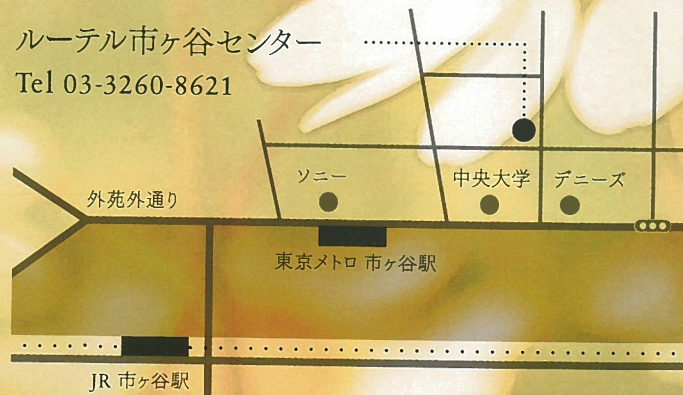 ルーテル市ヶ谷センター
Tel 03-3260-8621
ソニー
中央大学
デニーズ
外苑外通り
東京メトロ 市ヶ谷駅
JR 市ヶ谷駅